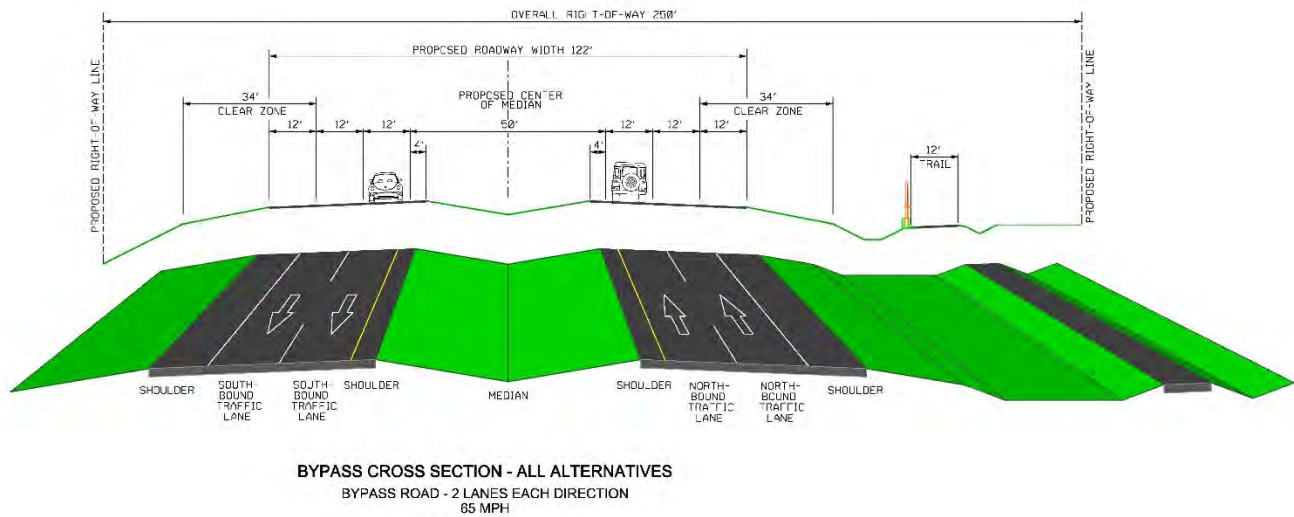 OVERALL RIGHT-OF-WAY 250'
PROPOSED ROADWAY WIDTH 122'
PROPOSED RIGHT-OF-WAY LINE
PROPOSED RIGHT-OF-WAY LINE
34'
CLEAR ZONE
PROPOSED CENTER
OF MEDIAN
34'
CLEAR ZONE
12' 12' 12' 50' 12' 12' 12'
4' 12'
TRAIL
SHOULDER
SOUTH-
BOUND
TRAFFIC
LANE
SOUTH-
BOUND
TRAFFIC
LANE
SHOULDER
MEDIAN
SHOULDER
NORTH-
BOUND
TRAFFIC
LANE
NORTH-
BOUND
TRAFFIC
LANE
SHOULDER
BYPASS CROSS SECTION - ALL ALTERNATIVES
BYPASS ROAD - 2 LANES EACH DIRECTION
65 MPH